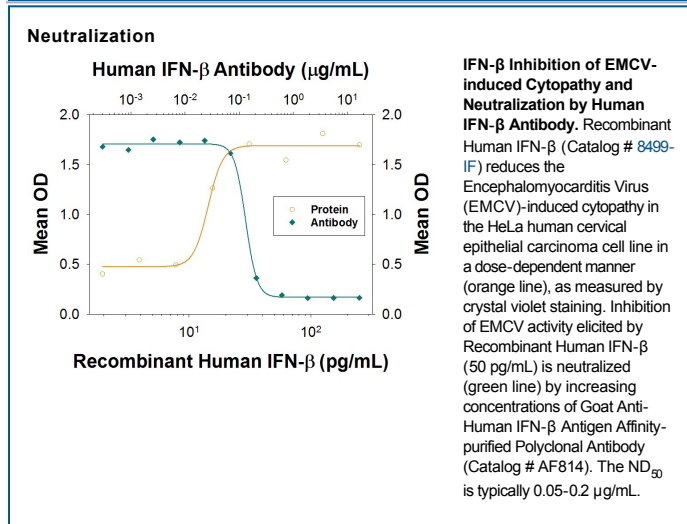 Neutralization
Human IFN-β Antibody (μg/mL)
10⁻³ 10⁻² 10⁻¹ 10⁰ 10¹
2.0 2.0
1.5 1.5
1.0 1.0
0.5 0.5
0.0 0.0
Mean OD
Mean OD
Protein
Antibody
10¹ 10²
Recombinant Human IFN-β (pg/mL)
IFN-β Inhibition of EMCV-
induced Cytopathy and
Neutralization by Human
IFN-β Antibody. Recombinant
Human IFN-β (Catalog # 8499-
IF) reduces the
Encephalomyocarditis Virus
(EMCV)-induced cytopathy in
the HeLa human cervical
epithelial carcinoma cell line in
a dose-dependent manner
(orange line), as measured by
crystal violet staining. Inhibition
of EMCV activity elicited by
Recombinant Human IFN-β
(50 pg/mL) is neutralized
(green line) by increasing
concentrations of Goat Anti-
Human IFN-β Antigen Affinity-
purified Polyclonal Antibody
(Catalog # AF814). The ND₅₀
is typically 0.05-0.2 μg/mL.